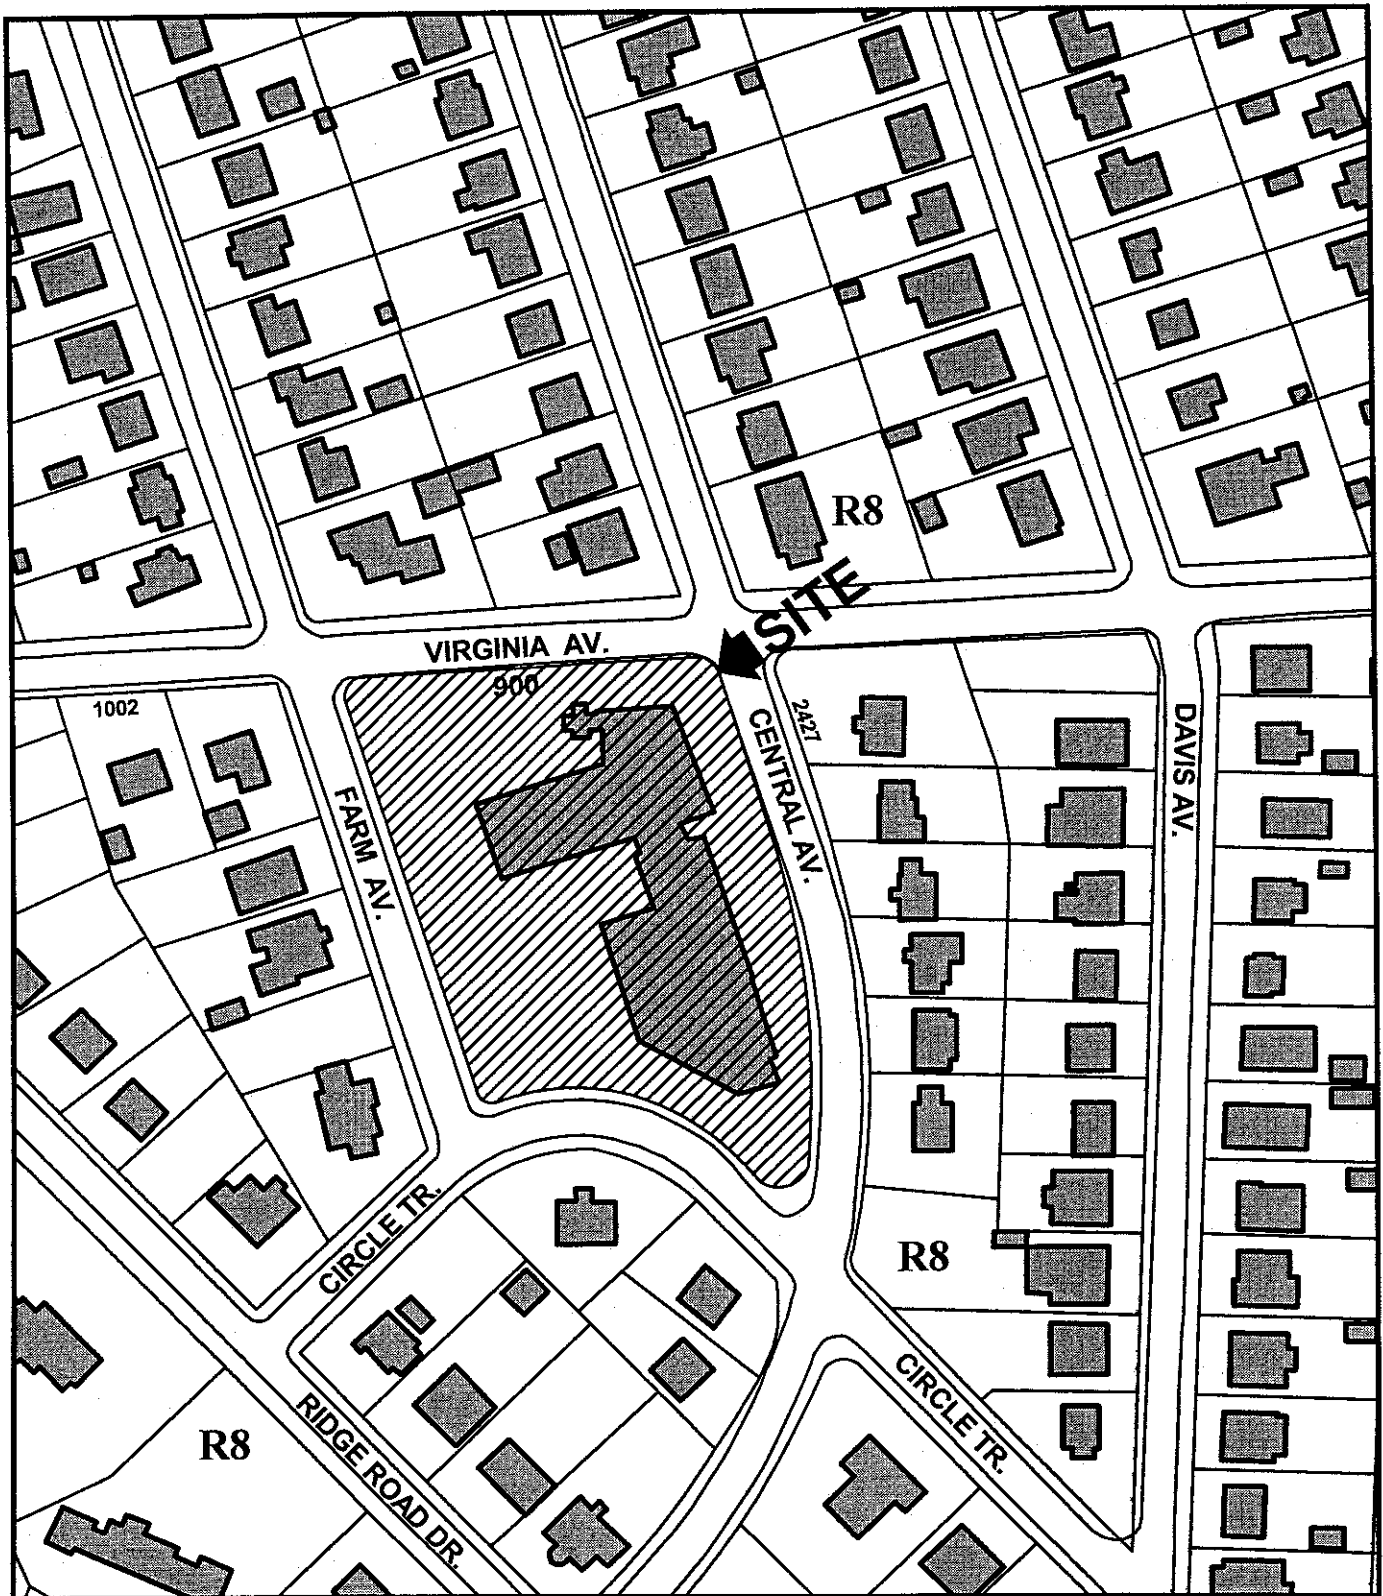 R8
SITE
VIRGINIA AV.
900
1002
2427
CENTRAL AV.
DAVIS AV.
FARM AV.
CIRCLE TR.
R8
CIRCLE TR.
RIDGE ROAD DR.
R8